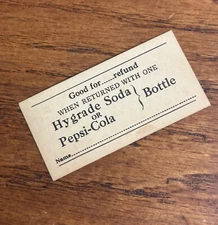 Good for......refund
WHEN RETURNED WITH ONE
Hygrade Soda
OR
Pepsi-Cola
} Bottle
Name..........